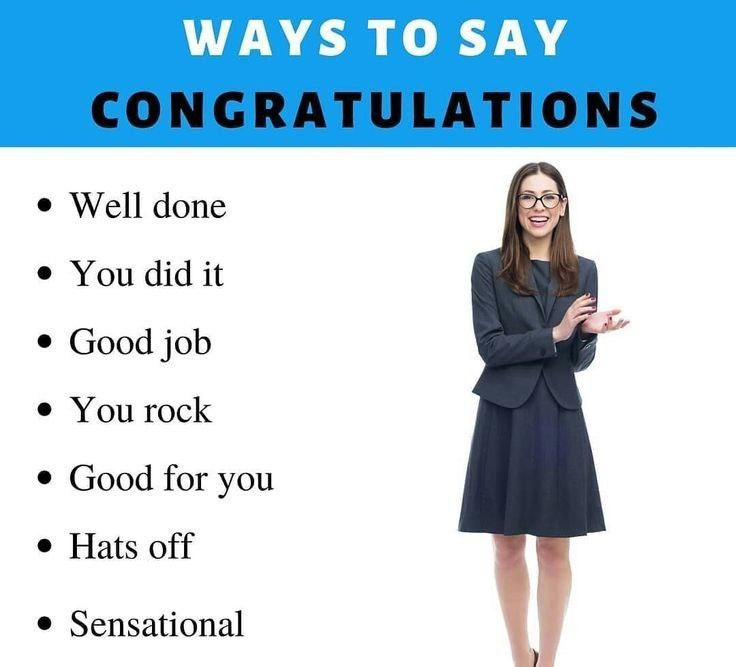 WAYS TO SAY
CONGRATULATIONS
• Well done
• You did it
• Good job
• You rock
• Good for you
• Hats off
• Sensational